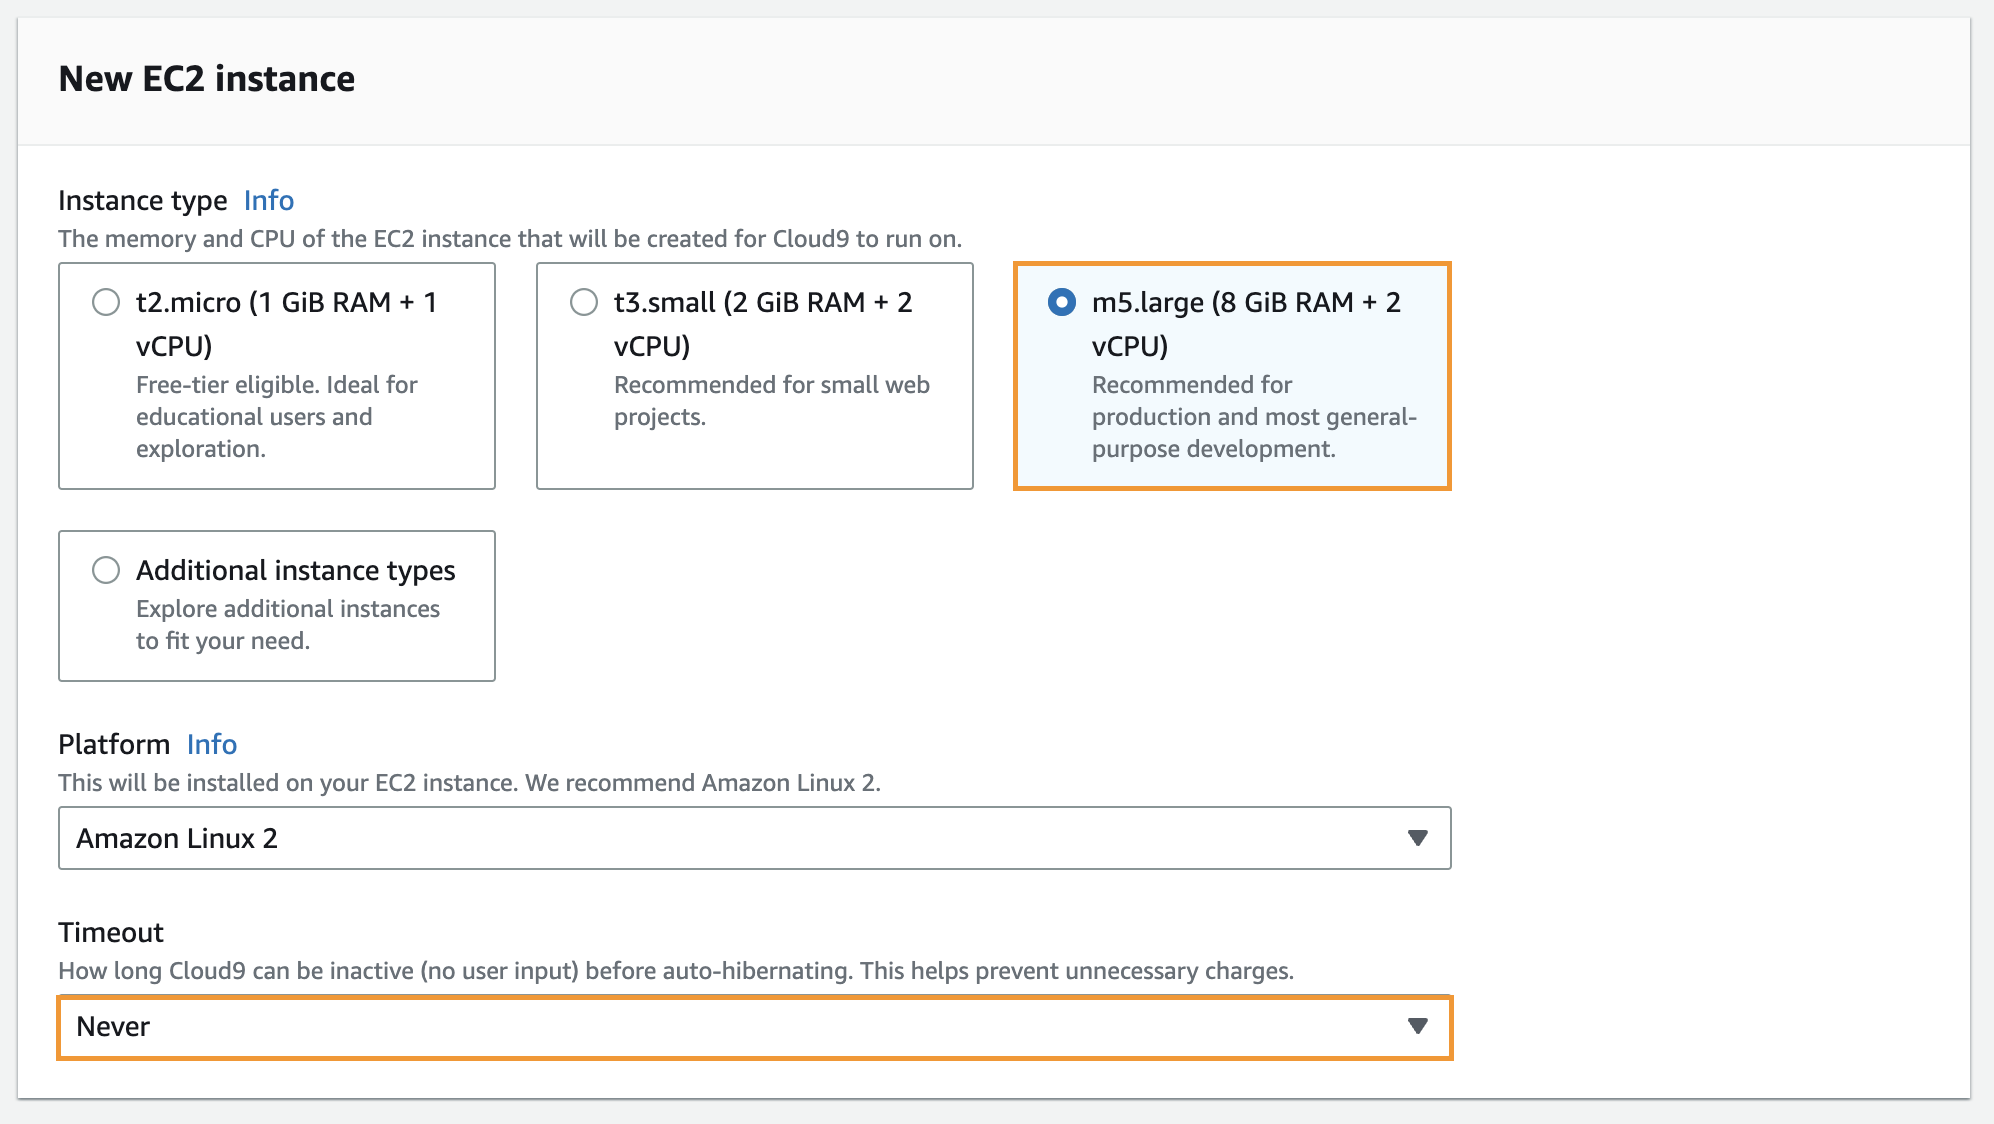 New EC2 instance
Instance type Info
The memory and CPU of the EC2 instance that will be created for Cloud9 to run on.
t2.micro (1 GiB RAM + 1
vCPU)
Free-tier eligible. Ideal for
educational users and
exploration.
t3.small (2 GiB RAM + 2
vCPU)
Recommended for small web
projects.
m5.large (8 GiB RAM + 2
vCPU)
Recommended for
production and most general-
purpose development.
Additional instance types
Explore additional instances
to fit your need.
Platform Info
This will be installed on your EC2 instance. We recommend Amazon Linux 2.
Amazon Linux 2
Timeout
How long Cloud9 can be inactive (no user input) before auto-hibernating. This helps prevent unnecessary charges.
Never